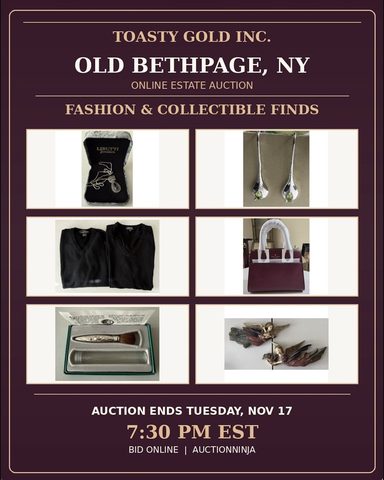 TOASTY GOLD INC.
OLD BETHPAGE, NY
ONLINE ESTATE AUCTION
FASHION & COLLECTIBLE FINDS
AUCTION ENDS TUESDAY, NOV 17
7:30 PM EST
BID ONLINE | AUCTIONNINJA